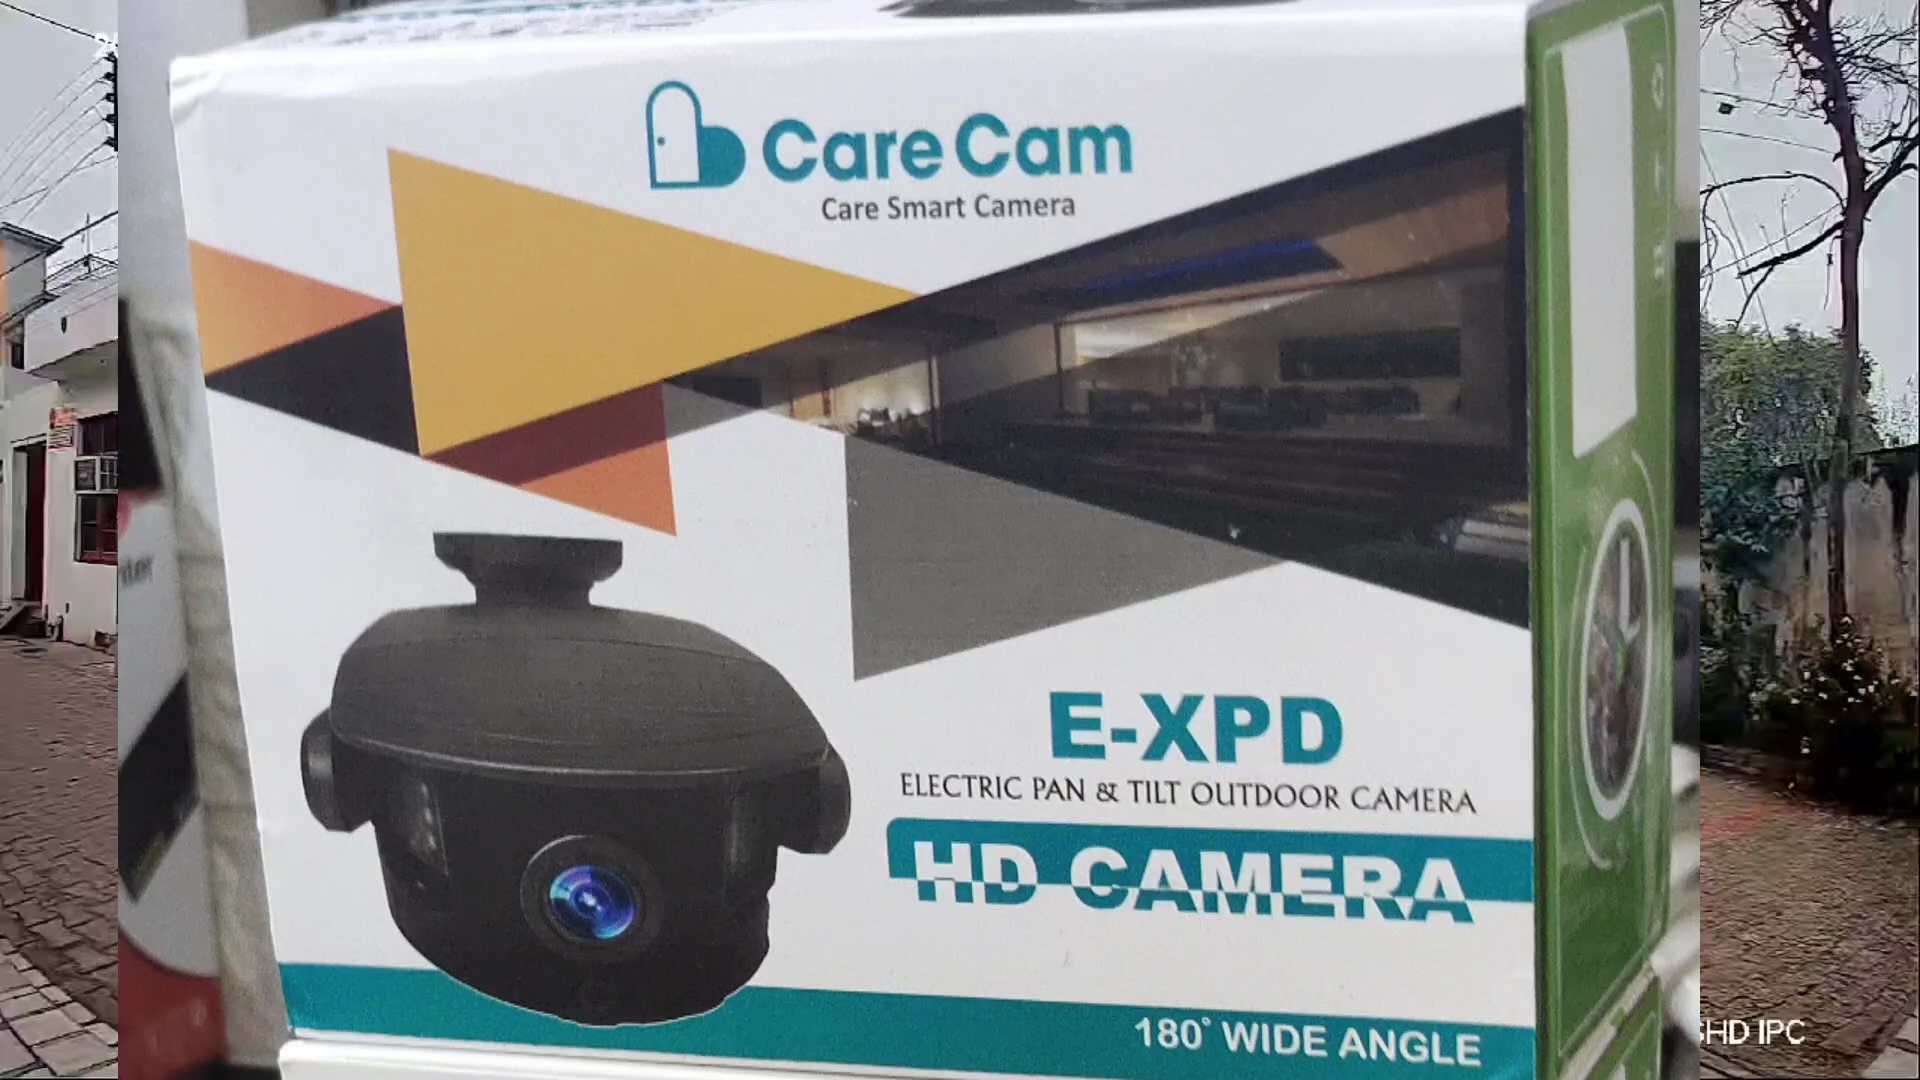 Care Cam
Care Smart Camera
E-XPD
ELECTRIC PAN & TILT OUTDOOR CAMERA
HD CAMERA
180° WIDE ANGLE
HD IPC